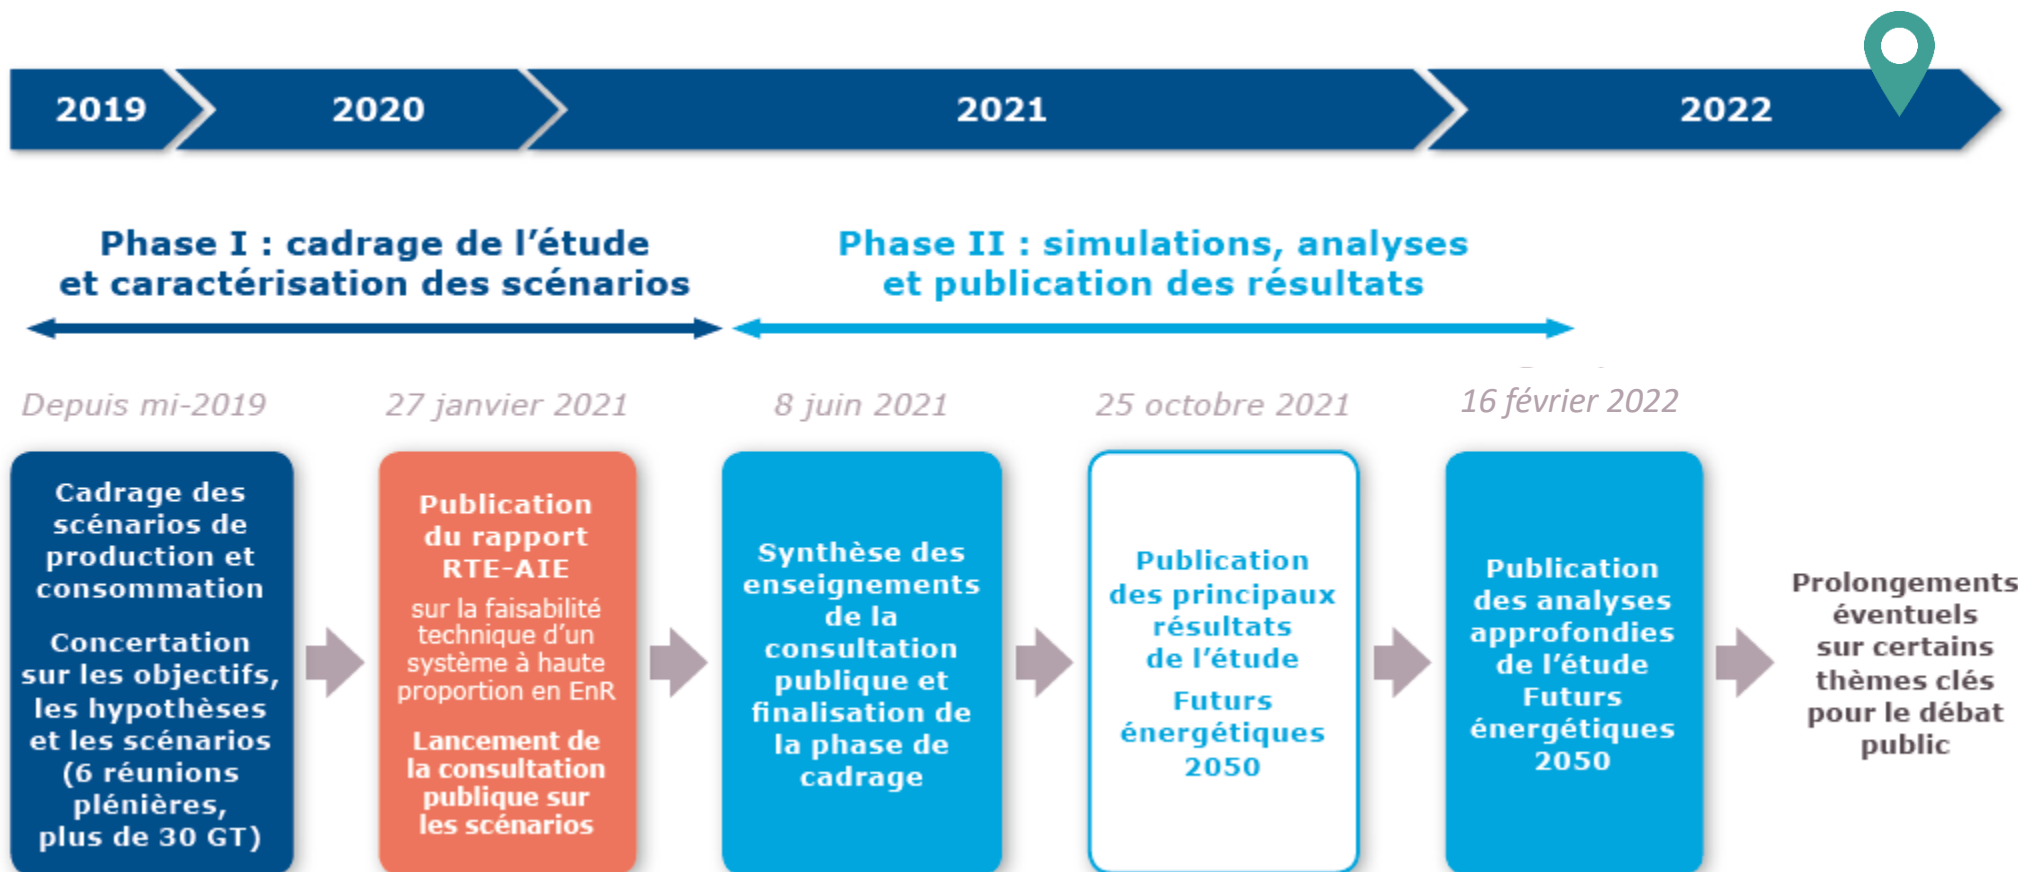 2019
2020
2021
2022
Phase I : cadrage de l’étude
et caractérisation des scénarios
Phase II : simulations, analyses
et publication des résultats
Depuis mi-2019
27 janvier 2021
8 juin 2021
25 octobre 2021
16 février 2022
Cadrage des
scénarios de
production et
consommation
Concertation
sur les objectifs,
les hypothèses
et les scénarios
(6 réunions
plénières,
plus de 30 GT)
Publication
du rapport
RTE-AIE
sur la faisabilité
technique d’un
système à haute
proportion en EnR
Lancement de
la consultation
publique sur
les scénarios
Synthèse des
enseignements
de la
consultation
publique et
finalisation de
la phase de
cadrage
Publication
des principaux
résultats
de l’étude
Futurs
énergétiques
2050
Publication
des analyses
approfondies
de l’étude
Futurs
énergétiques
2050
Prolongements
éventuels
sur certains
thèmes clés
pour le débat
public